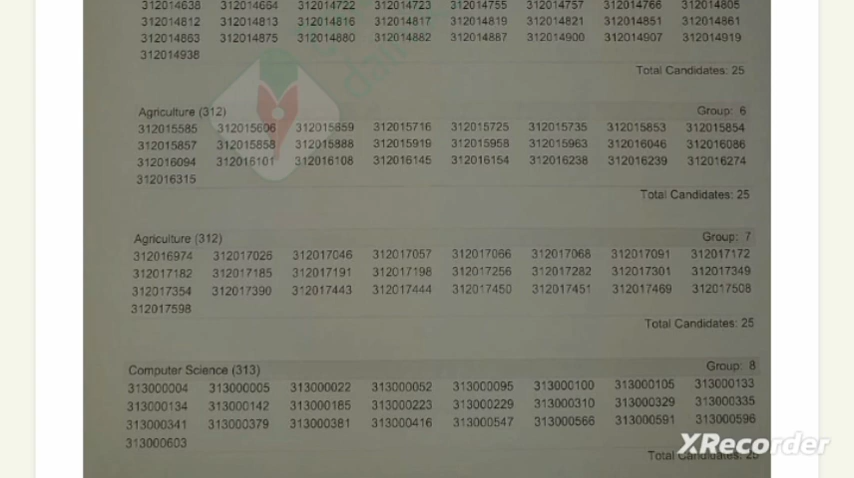 312014638 312014664 312014722 312014723 312014755 312014757 312014766 312014805
312014812 312014813 312014816 312014817 312014819 312014821 312014851 312014861
312014863 312014875 312014880 312014882 312014887 312014900 312014907 312014919
312014938
Total Candidates: 25
Agriculture (312) Group: 6
312015585 312015606 312015659 312015716 312015725 312015735 312015853 312015854
312015857 312015858 312015888 312015919 312015958 312015963 312016046 312016086
312016094 312016101 312016108 312016145 312016154 312016238 312016239 312016274
312016315
Total Candidates: 25
Agriculture (312) Group: 7
312016974 312017026 312017046 312017057 312017066 312017068 312017091 312017172
312017182 312017185 312017191 312017198 312017256 312017282 312017301 312017349
312017354 312017390 312017443 312017444 312017450 312017451 312017469 312017508
312017598
Total Candidates: 25
Computer Science (313) Group: 8
313000004 313000005 313000022 313000052 313000095 313000100 313000105 313000133
313000134 313000142 313000185 313000223 313000229 313000310 313000329 313000335
313000341 313000379 313000381 313000416 313000547 313000566 313000591 313000596
313000603
Total Candidates: 25
XRecorder